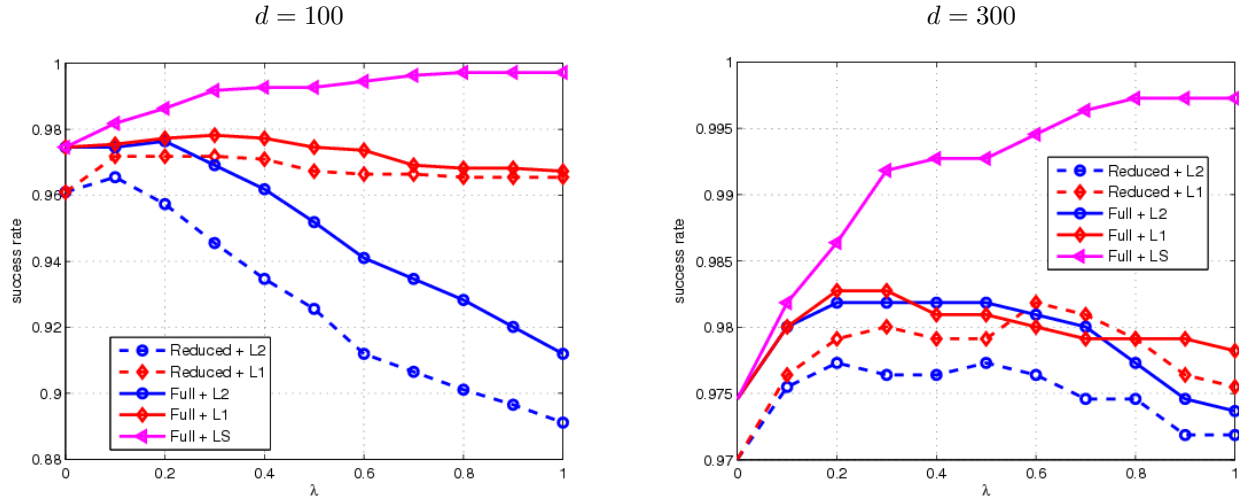 d = 100
1
0.98
0.96
0.94
0.92
0.9
0.88
success rate
0
0.2
0.4
0.6
0.8
1
λ
Reduced + L2
Reduced + L1
Full + L2
Full + L1
Full + LS
d = 300
1
0.995
0.99
0.985
0.98
0.975
0.97
success rate
0
0.2
0.4
0.6
0.8
1
λ
Reduced + L2
Reduced + L1
Full + L2
Full + L1
Full + LS